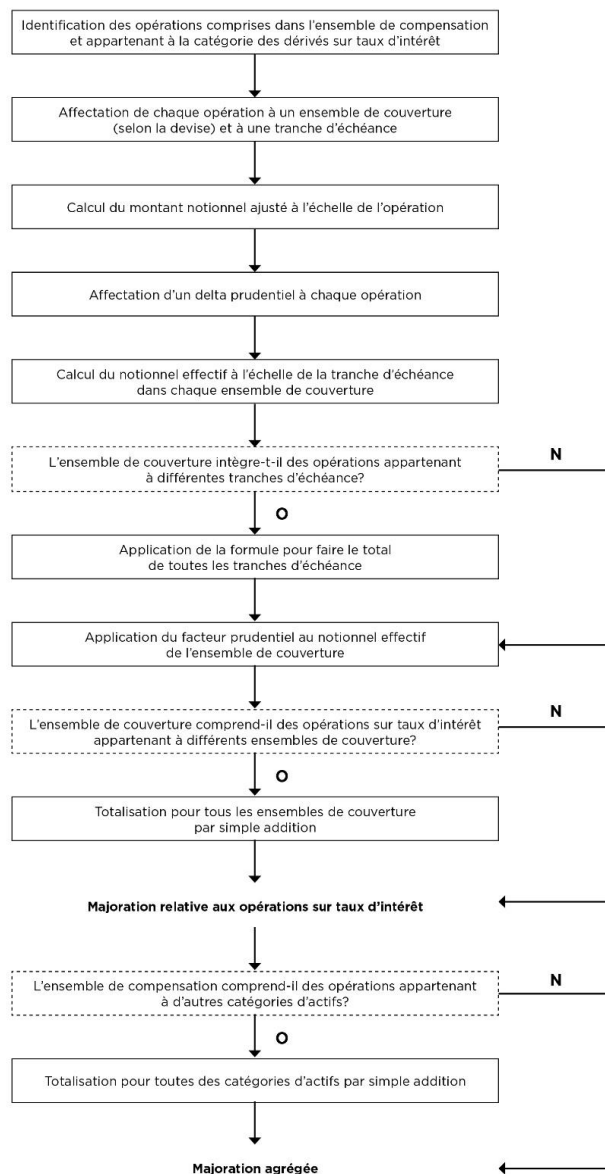 Identification des opérations comprises dans l'ensemble de compensation
et appartenant à la catégorie des dérivés sur taux d'intérêt
Affectation de chaque opération à un ensemble de couverture
(selon la devise) et à une tranche d'échéance
Calcul du montant notionnel ajusté à l'échelle de l'opération
Affectation d'un delta prudentiel à chaque opération
Calcul du notionnel effectif à l'échelle de la tranche d'échéance
dans chaque ensemble de couverture
L'ensemble de couverture intègre-t-il des opérations appartenant
à différentes tranches d'échéance?
N
O
Application de la formule pour faire le total
de toutes les tranches d'échéance
Application du facteur prudentiel au notionnel effectif
de l'ensemble de couverture
L'ensemble de couverture comprend-il des opérations sur taux d'intérêt
appartenant à différents ensembles de couverture?
N
O
Totalisation pour tous les ensembles de couverture
par simple addition
Majoration relative aux opérations sur taux d'intérêt
L'ensemble de compensation comprend-il des opérations appartenant
à d'autres catégories d'actifs?
N
O
Totalisation pour toutes des catégories d'actifs par simple addition
Majoration agrégée